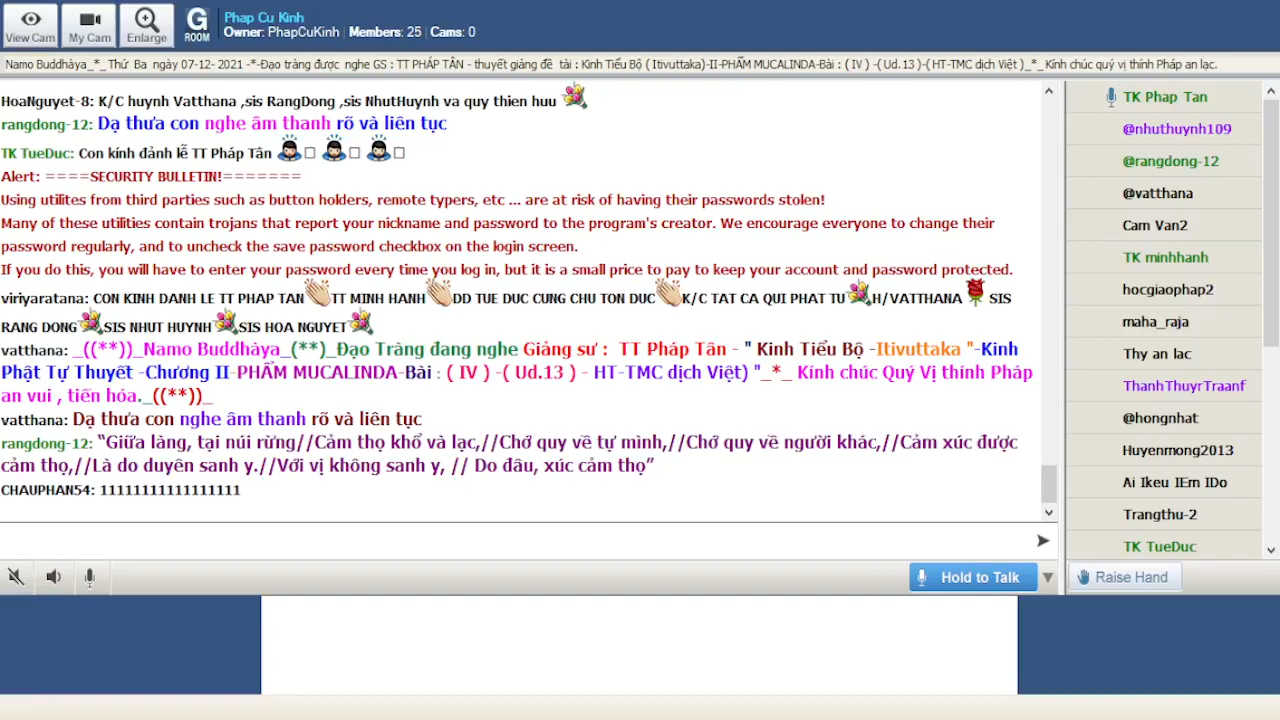 View Cam
My Cam
Enlarge
G
ROOM
Phap Cu Kinh
Owner: PhapCuKinh | Members: 25 | Cams: 0
Namo Buddhàya_*_Thứ Ba ngày 07-12- 2021 -*-Đạo tràng được nghe GS : TT PHÁP TÂN - thuyết giảng đề tài : Kinh Tiểu Bộ ( Itivuttaka)-II-PHẨM MUCALINDA-Bài : ( IV ) -( Ud.13 )-( HT-TMC dịch Việt )_*_ Kính chúc quý vị thính Pháp an lạc.
HoaNguyet-8: K/C huynh Vatthana ,sis RangDong ,sis NhutHuynh va quy thien huu
rangdong-12: Dạ thưa con nghe âm thanh rõ và liên tục
TK TueDuc: Con kính đảnh lễ TT Pháp Tân
Alert: ====SECURITY BULLETIN!=======
Using utilites from third parties such as button holders, remote typers, etc ... are at risk of having their passwords stolen!
Many of these utilities contain trojans that report your nickname and password to the program's creator. We encourage everyone to change their
password regularly, and to uncheck the save password checkbox on the login screen.
If you do this, you will have to enter your password every time you log in, but it is a small price to pay to keep your account and password protected.
viriyaratana: CON KINH DANH LE TT PHAP TAN TT MINH HANH DD TUE DUC CUNG CHU TON DUC K/C TAT CA QUI PHAT TU H/VATTHANA SIS
RANG DONG SIS NHUT HUYNH SIS HOA NGUYET
vatthana: _((**))_Namo Buddhàya_(**)_Đạo Tràng đang nghe Giảng sư : TT Pháp Tân - " Kinh Tiểu Bộ -Itivuttaka "-Kinh
Phật Tự Thuyết -Chương II-PHẨM MUCALINDA-Bài : ( IV ) -( Ud.13 ) - HT-TMC dịch Việt) "_*_ Kính chúc Quý Vị thính Pháp
an vui , tiến hóa._((**))_
vatthana: Dạ thưa con nghe âm thanh rõ và liên tục
rangdong-12: “Giữa làng, tại núi rừng//Cảm thọ khổ và lạc,//Chớ quy về tự mình,//Chớ quy về người khác,//Cảm xúc được
cảm thọ,//Là do duyên sanh y.//Với vị không sanh y, // Do đâu, xúc cảm thọ”
CHAUPHAN54: 11111111111111111
Hold to Talk
TK Phap Tan
@nhuthuynh109
@rangdong-12
@vatthana
Cam Van2
TK minhhanh
hocgiaophap2
maha_raja
Thy an lac
ThanhThuyrTraanf
@hongnhat
Huyenmong2013
Ai Ikeu IEm IDo
Trangthu-2
TK TueDuc
Raise Hand